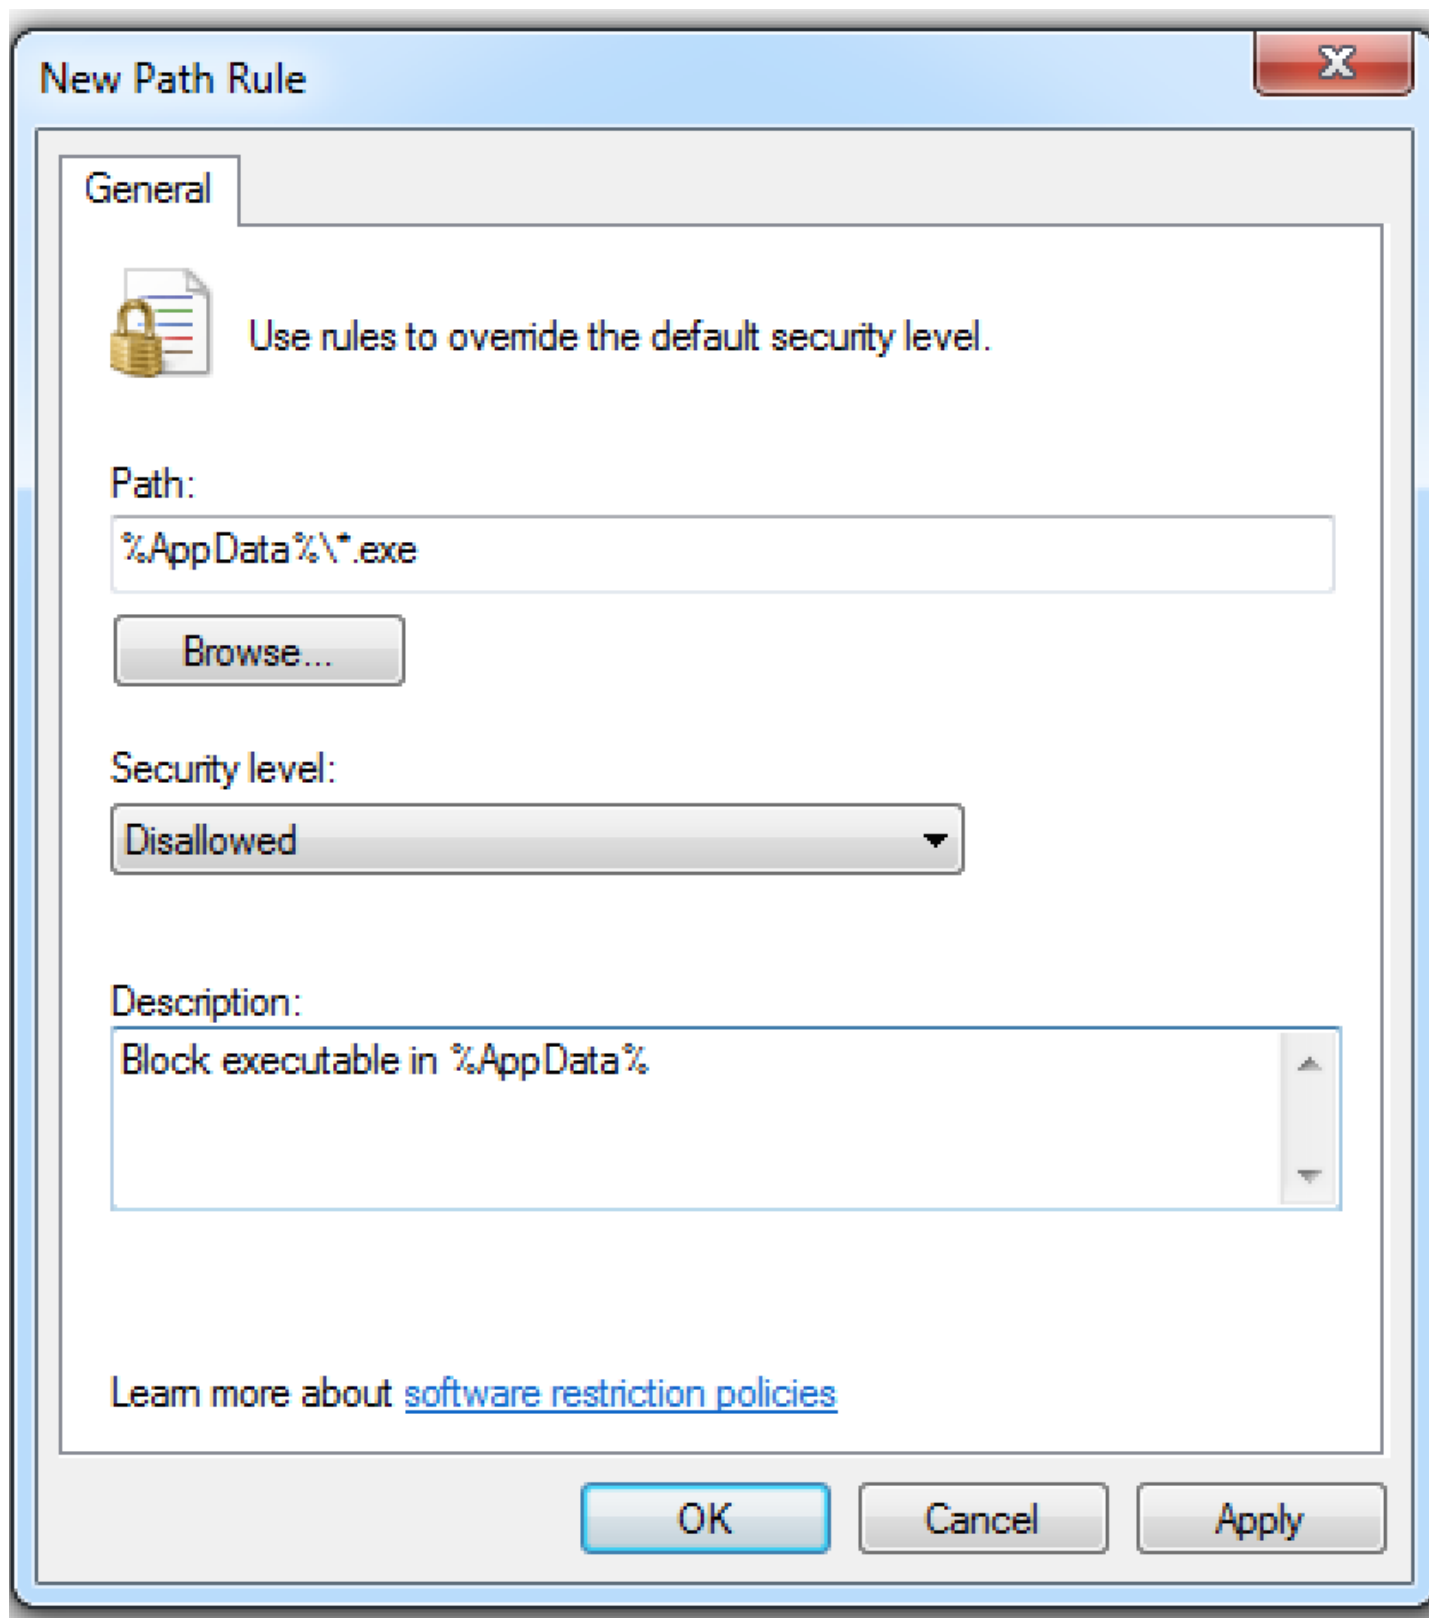 New Path Rule
General
Use rules to override the default security level.
Path:
%AppData%\*.exe
Browse...
Security level:
Disallowed
Description:
Block executable in %AppData%
Learn more about software restriction policies
OK Cancel Apply